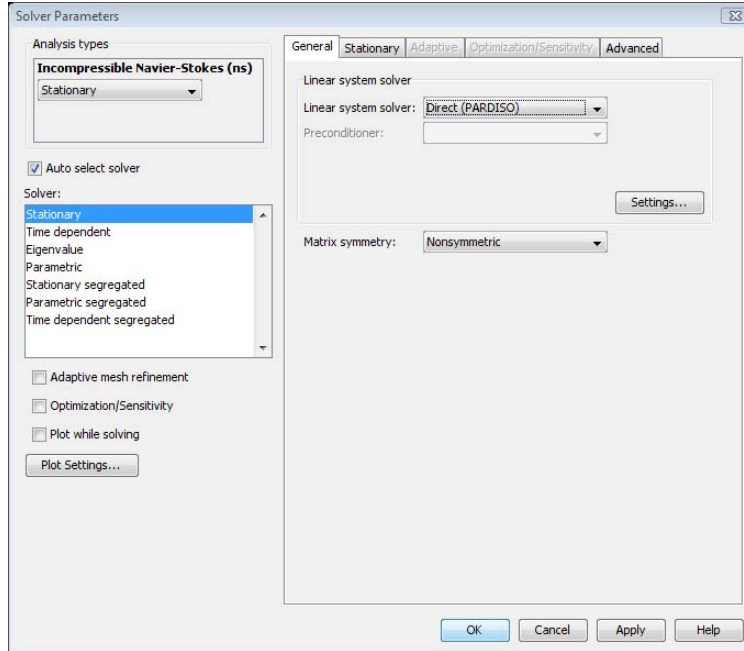 Solver Parameters
Analysis types
Incompressible Navier-Stokes (ns)
Stationary
Auto select solver
Solver:
Stationary
Time dependent
Eigenvalue
Parametric
Stationary segregated
Parametric segregated
Time dependent segregated
Adaptive mesh refinement
Optimization/Sensitivity
Plot while solving
Plot Settings...
General Stationary Adaptive Optimization/Sensitivity Advanced
Linear system solver
Linear system solver: Direct (PARDISO)
Preconditioner:
Settings...
Matrix symmetry: Nonsymmetric
OK Cancel Apply Help